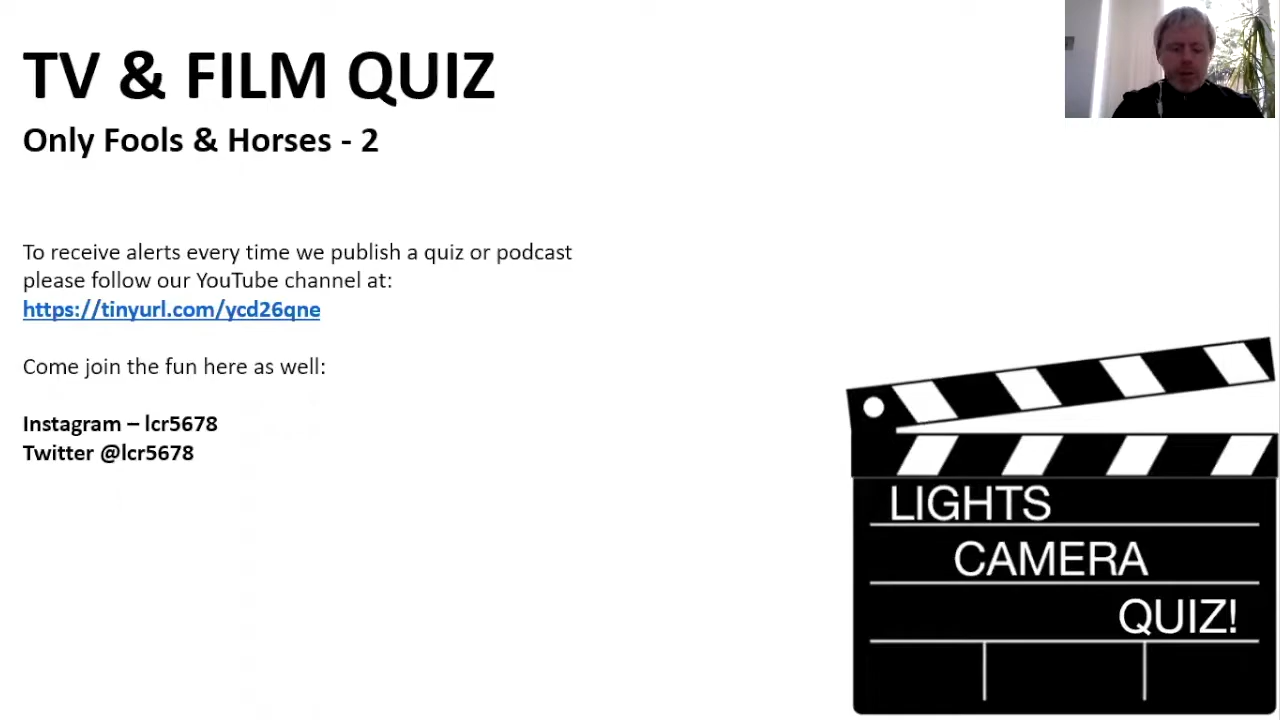 TV & FILM QUIZ
Only Fools & Horses - 2
To receive alerts every time we publish a quiz or podcast
please follow our YouTube channel at:
https://tinyurl.com/ycd26qne
Come join the fun here as well:
Instagram – lcr5678
Twitter @lcr5678
LIGHTS
CAMERA
QUIZ!